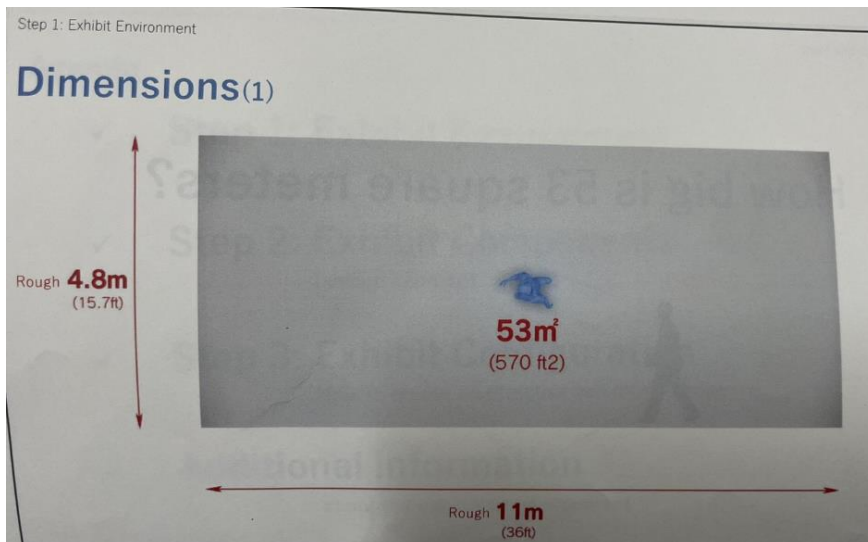 Step 1: Exhibit Environment
Dimensions(1)
Rough 4.8m
(15.7ft)
53㎡
(570 ft2)
Rough 11m
(36ft)